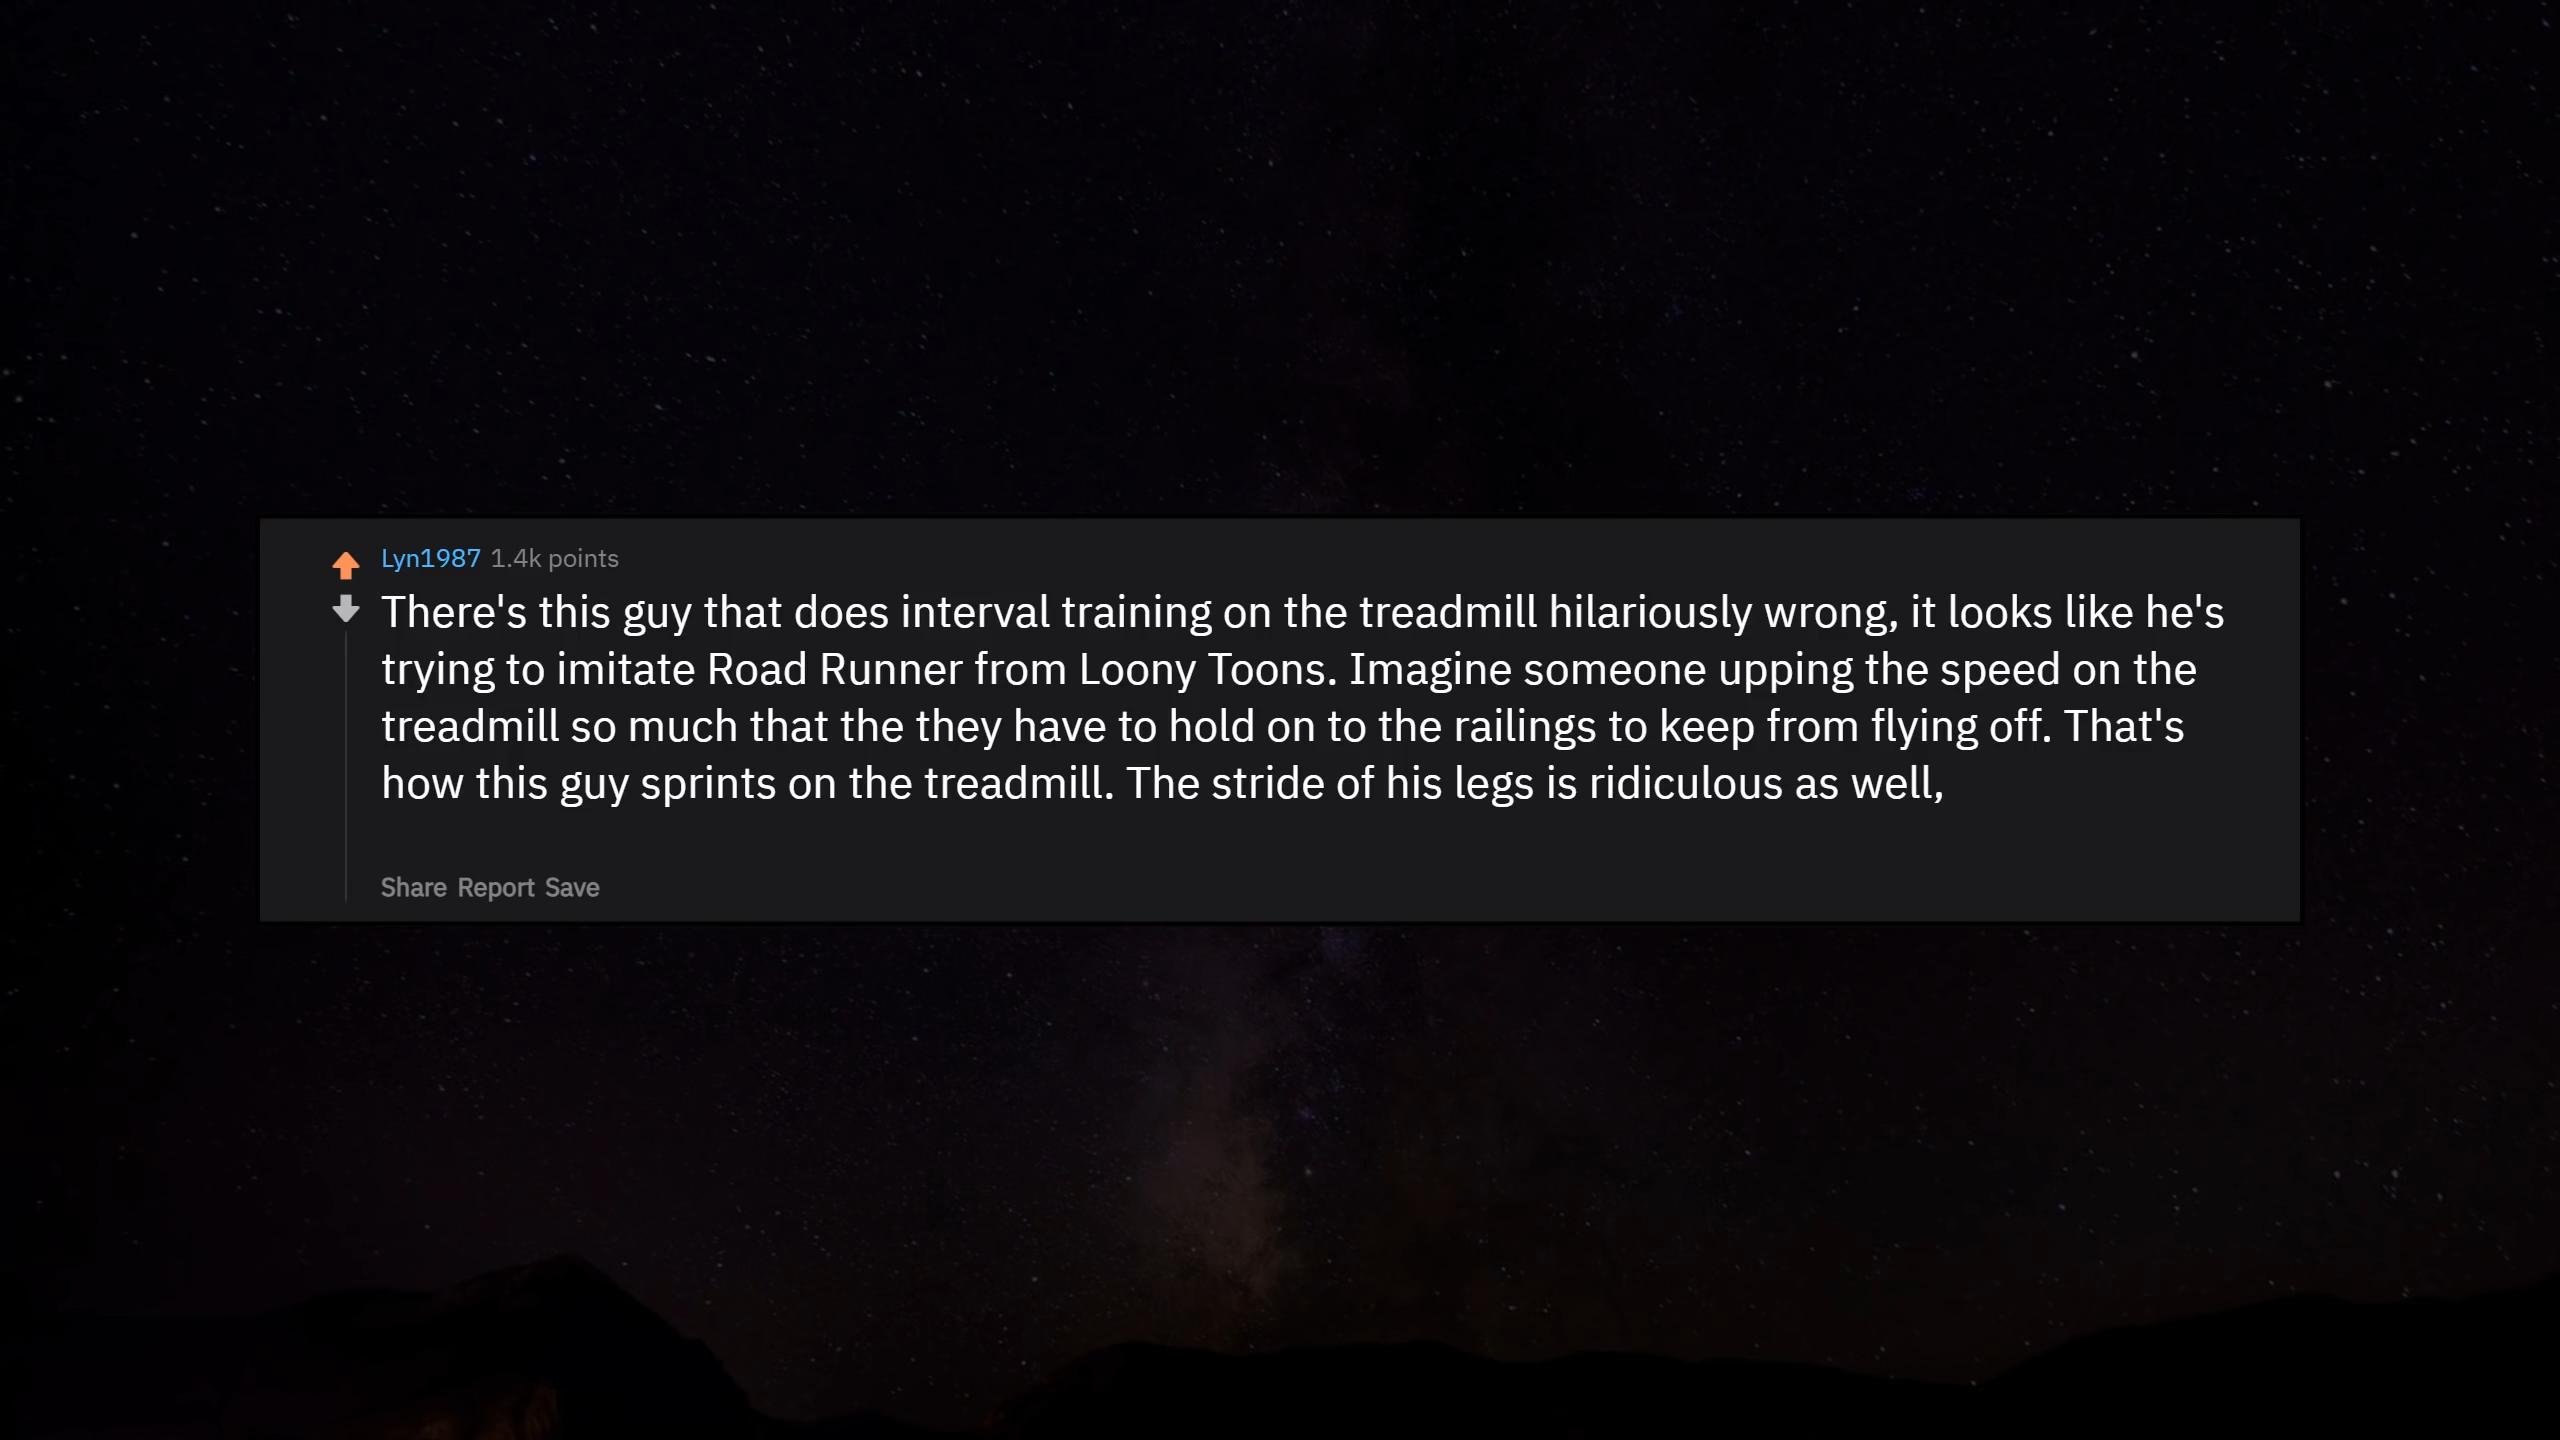 Lyn1987 1.4k points
There's this guy that does interval training on the treadmill hilariously wrong, it looks like he's
trying to imitate Road Runner from Loony Toons. Imagine someone upping the speed on the
treadmill so much that the they have to hold on to the railings to keep from flying off. That's
how this guy sprints on the treadmill. The stride of his legs is ridiculous as well,
Share Report Save